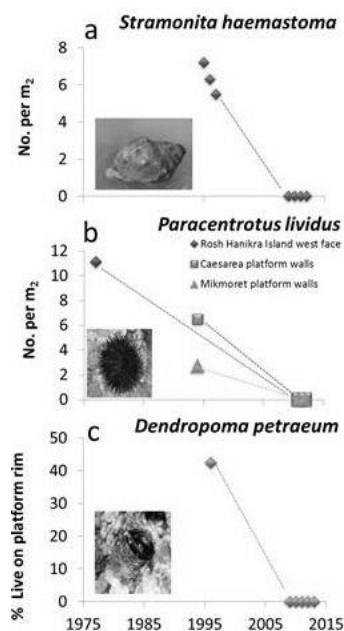 a Stramonita haemastoma
8
6
4
2
0
No. per m2
b Paracentrotus lividus
Rosh Hanikra Island west face
Caesarea platform walls
Mikmoret platform walls
12
10
8
6
4
2
0
No. per m2
c Dendropoma petraeum
50
40
30
20
10
0
% Live on platform rim
1975 1985 1995 2005 2015